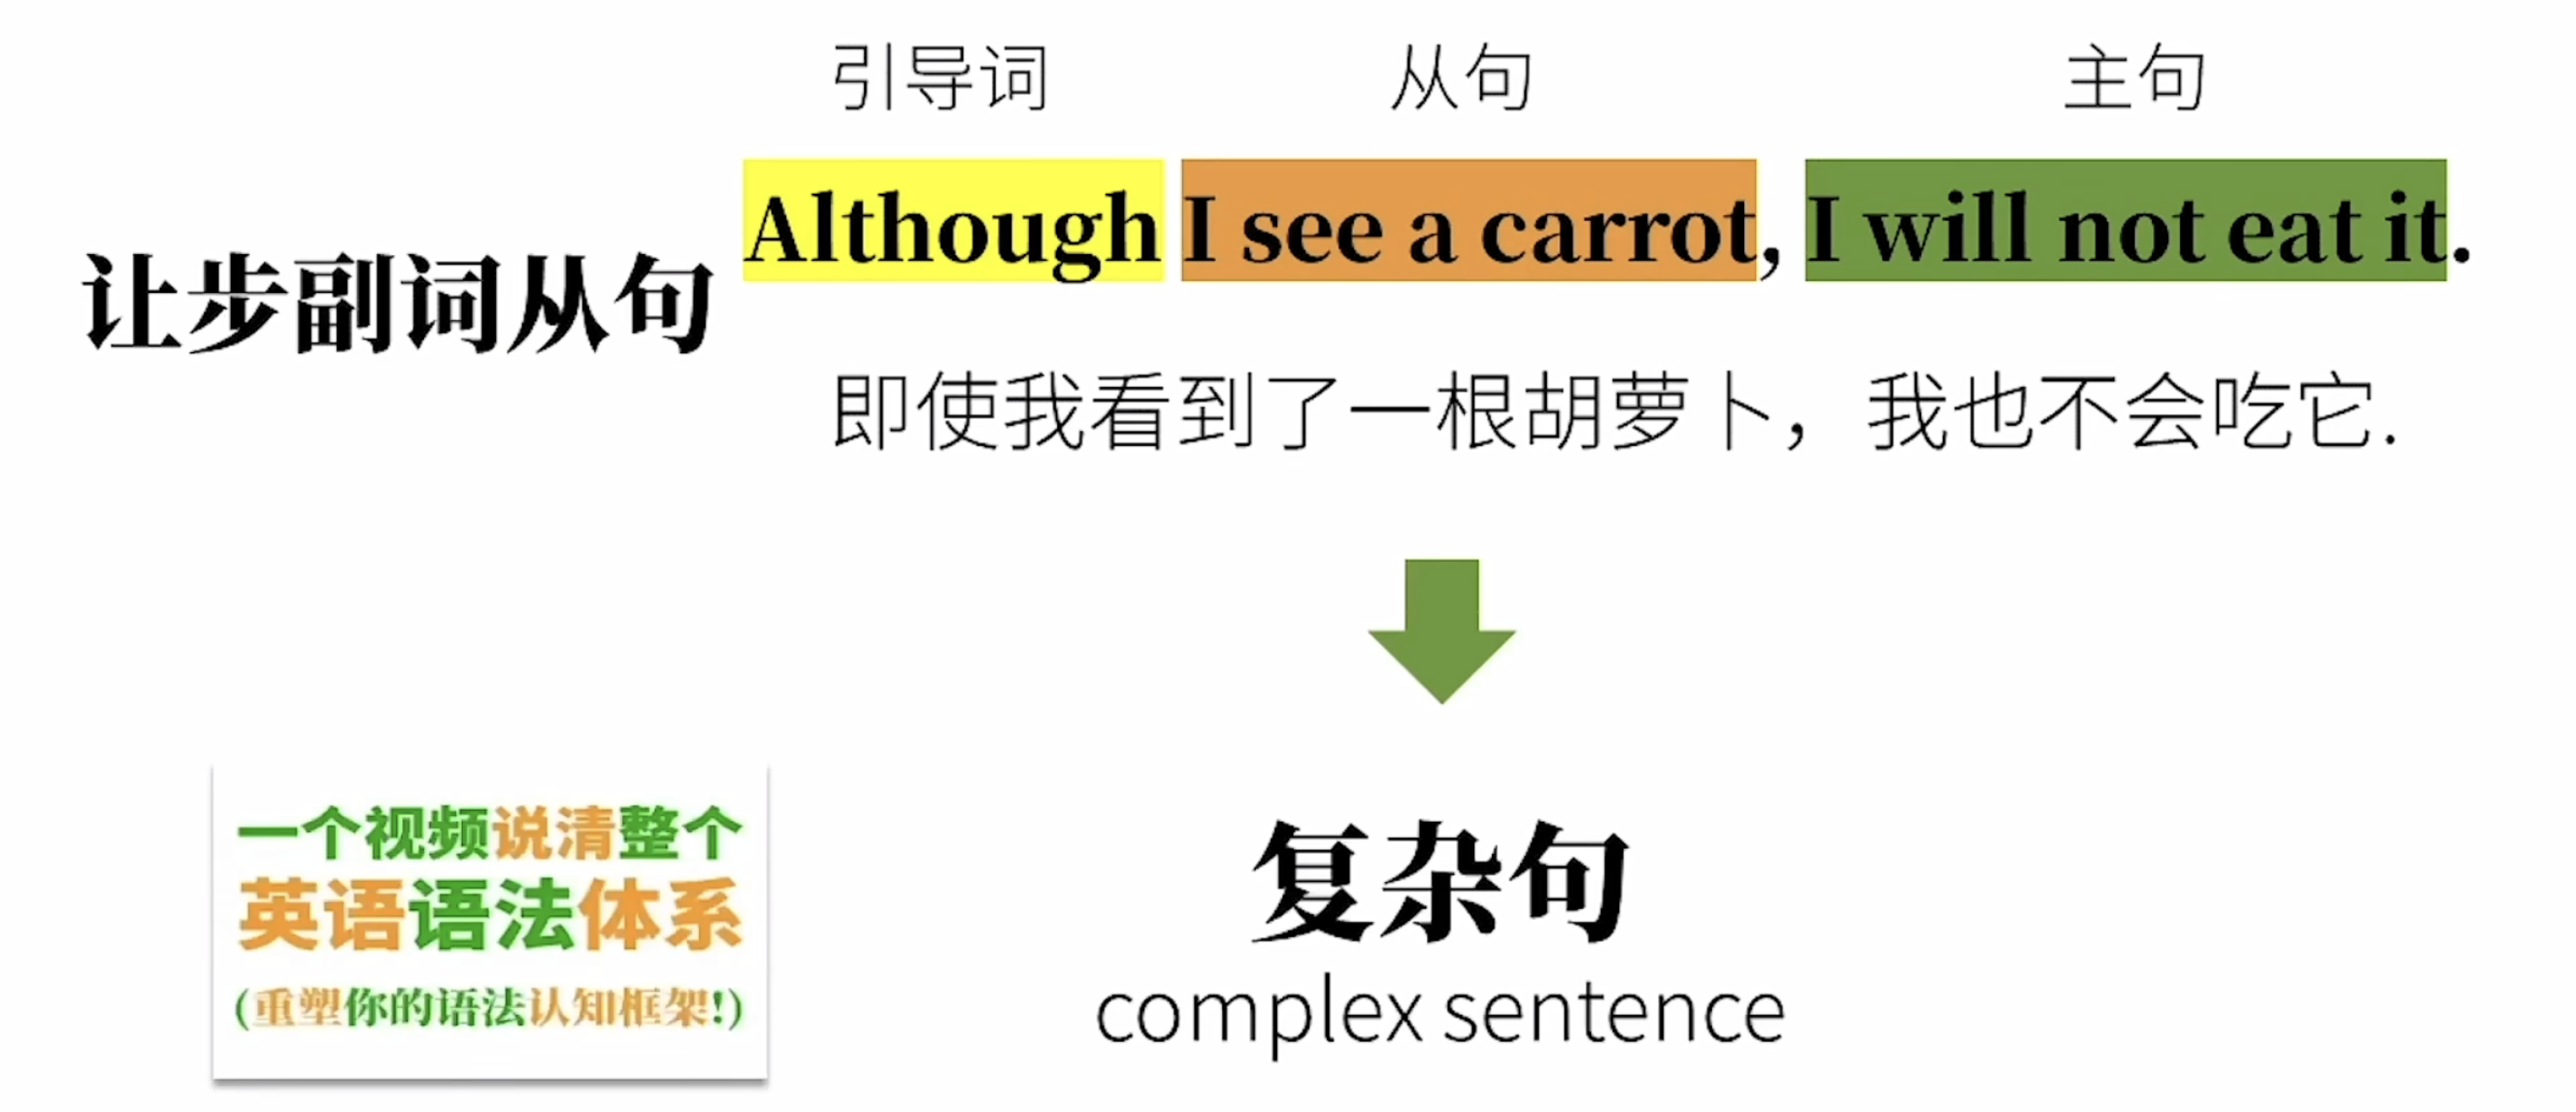 引导词 从句 主句
Although I see a carrot, I will not eat it.
让步副词从句
即使我看到了一根胡萝卜，我也不会吃它.
复杂句
complex sentence
一个视频说清整个
英语语法体系
(重塑你的语法认知框架!)